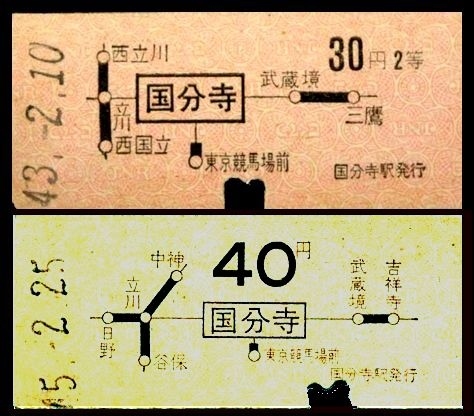 43.-2.10
西立川
立川
西国立
国分寺
東京競馬場前
武蔵境
三鷹
30円2等
国分寺駅発行
45.-2.25
中神
立川
日野
谷保
40円
国分寺
東京競馬場前
武蔵境
吉祥寺
国分寺駅発行